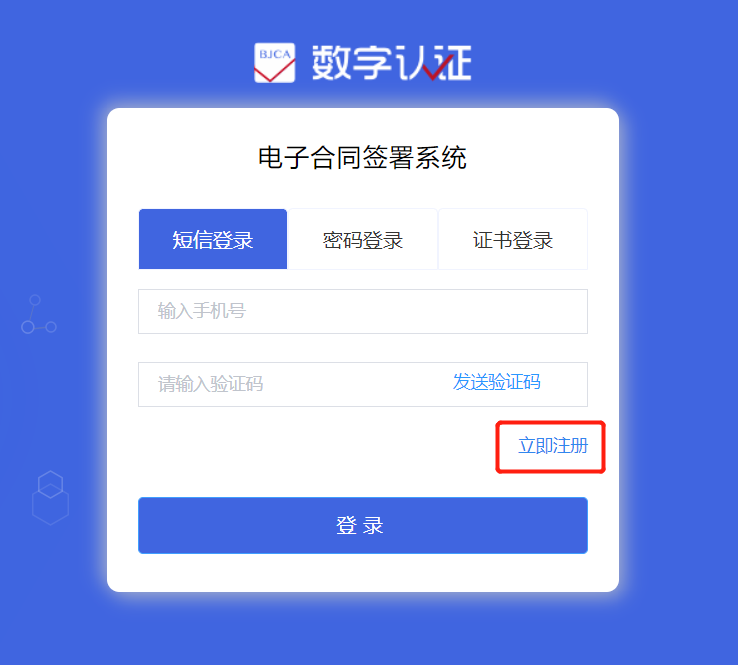 BJCA 数字认证
电子合同签署系统
短信登录 密码登录 证书登录
输入手机号
请输入验证码 发送验证码
立即注册
登 录